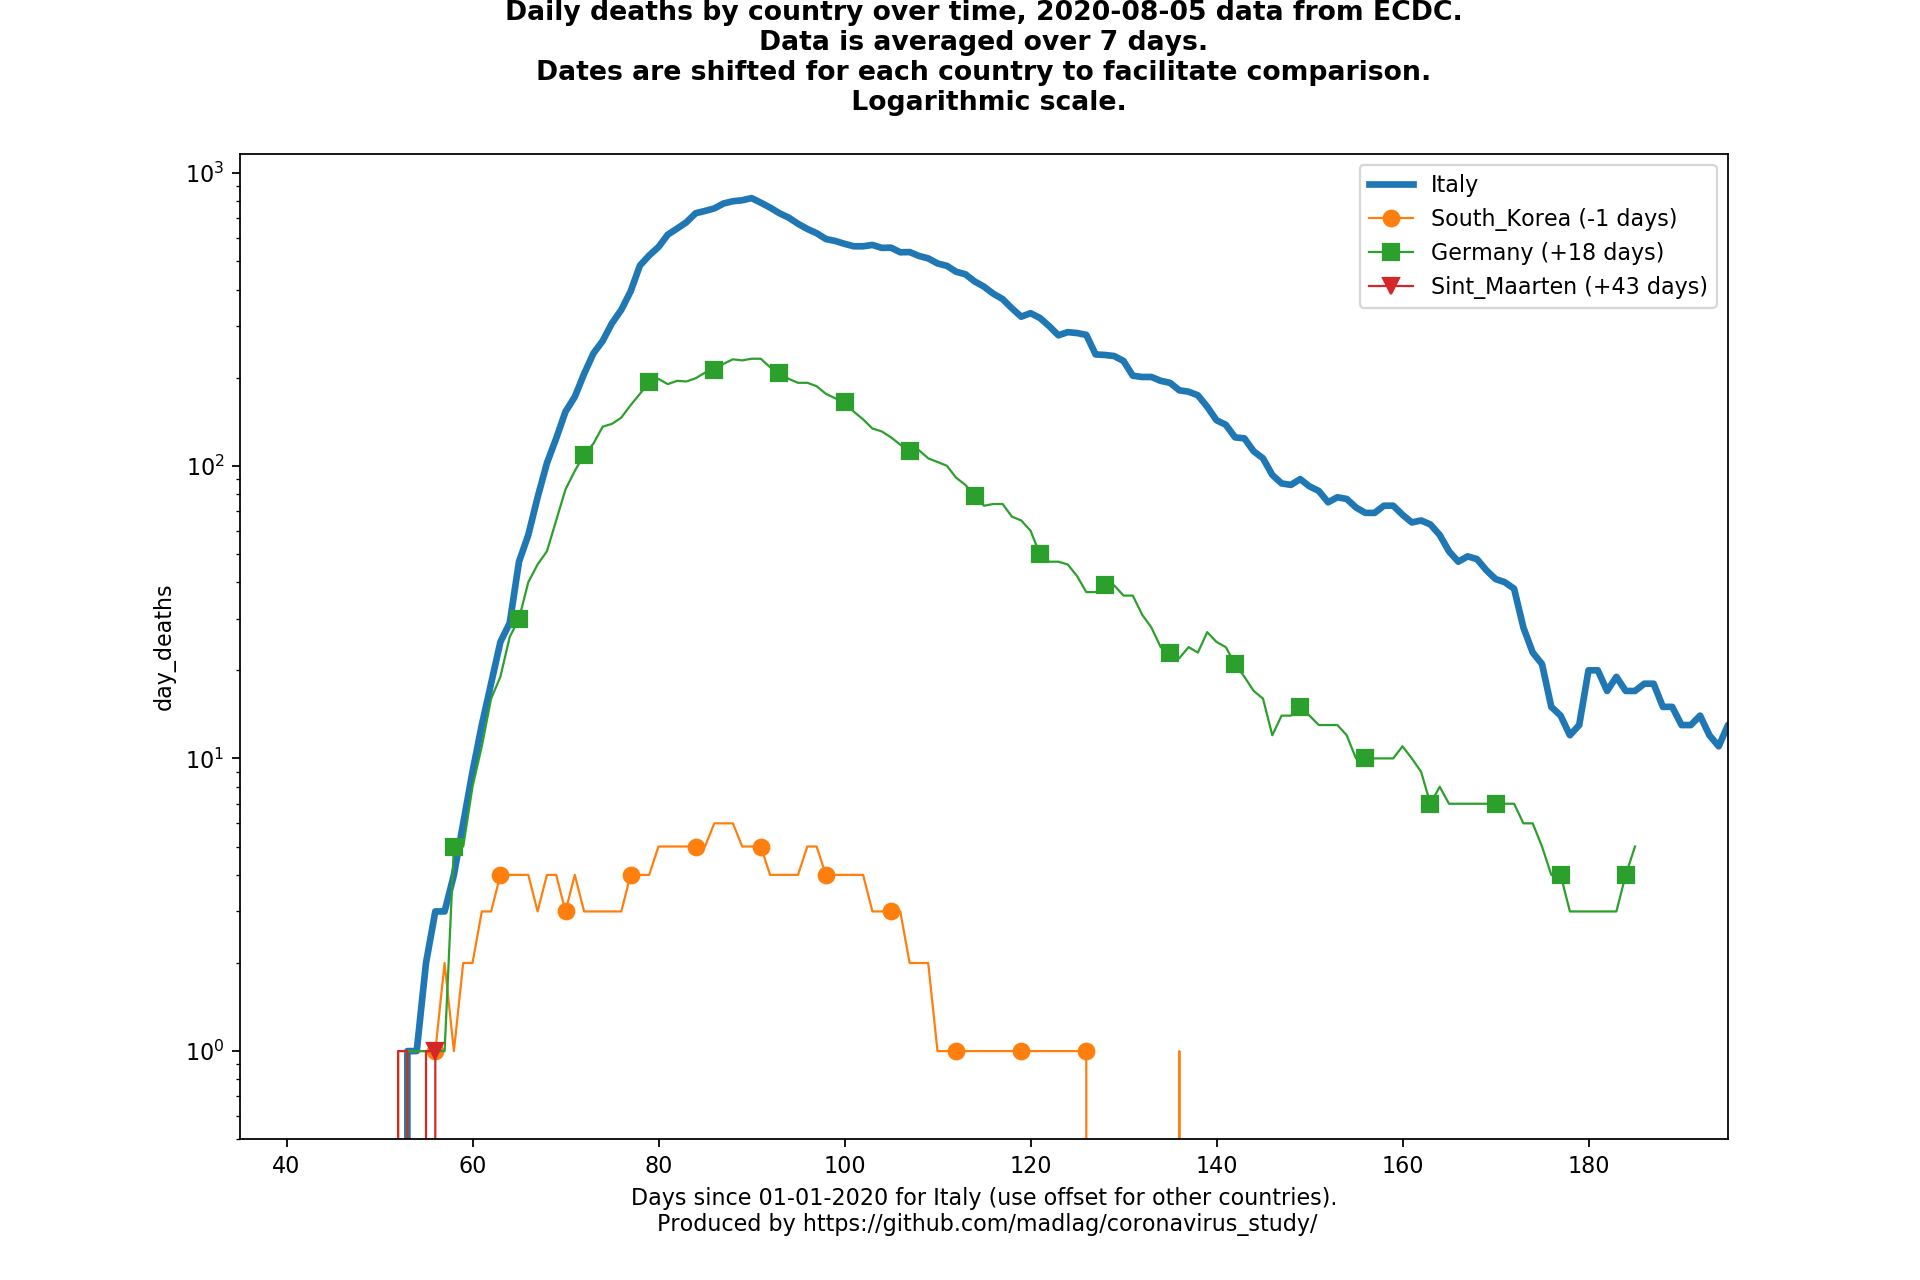 Daily deaths by country over time, 2020-08-05 data from ECDC.
Data is averaged over 7 days.
Dates are shifted for each country to facilitate comparison.
Logarithmic scale.
10³
10²
10¹
10⁰
day_deaths
Italy
South_Korea (-1 days)
Germany (+18 days)
Sint_Maarten (+43 days)
40 60 80 100 120 140 160 180
Days since 01-01-2020 for Italy (use offset for other countries).
Produced by https://github.com/madlag/coronavirus_study/